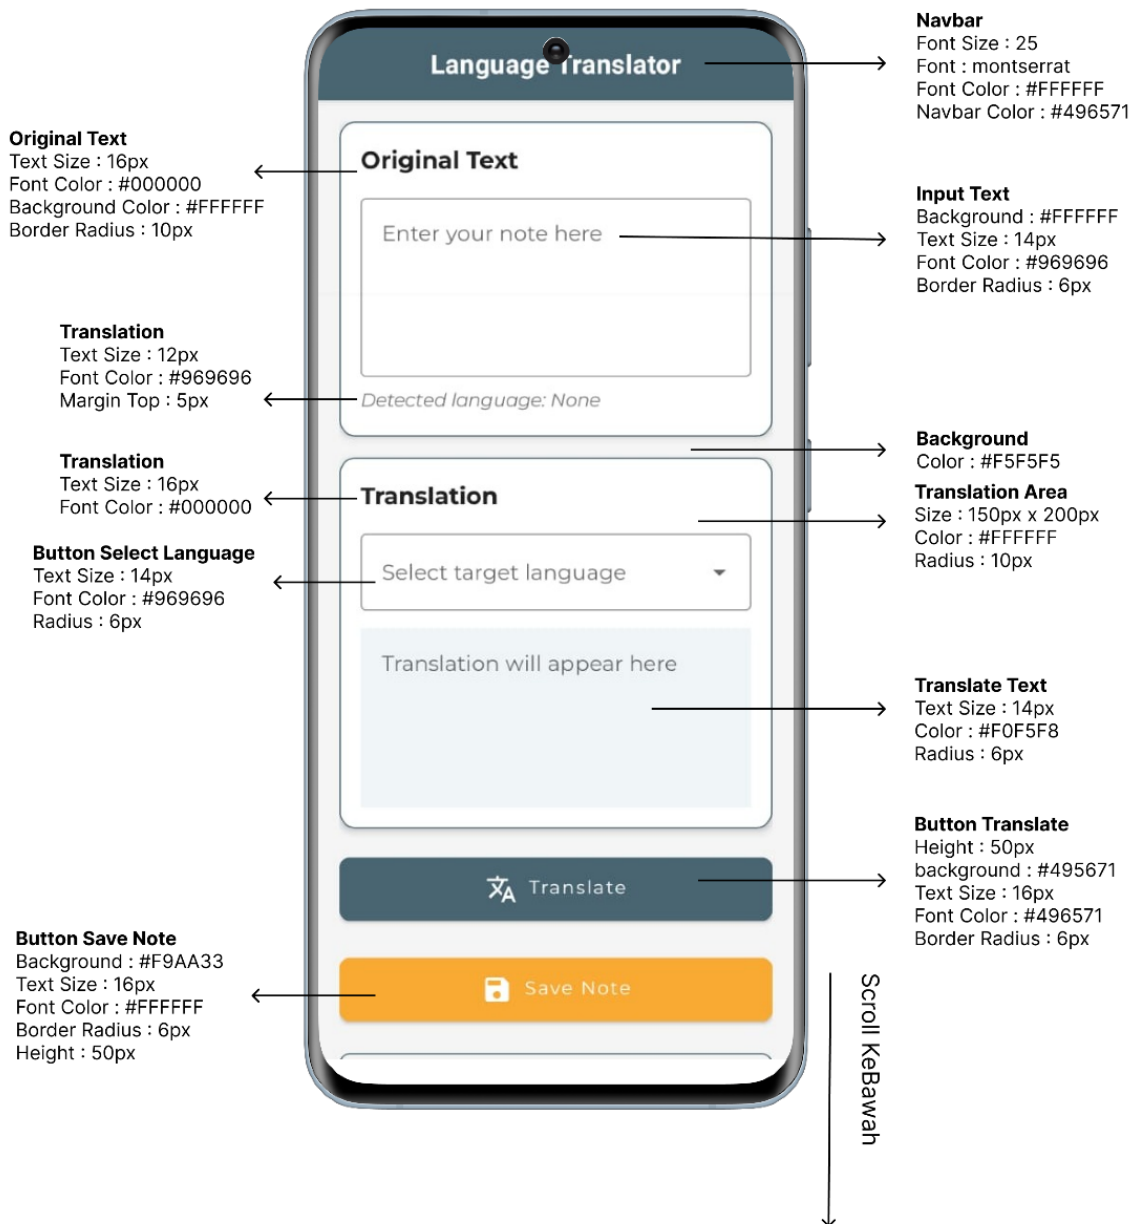 Navbar
Font Size : 25
Font : montserrat
Font Color : #FFFFFF
Navbar Color : #496571
Language Translator
Original Text
Text Size : 16px
Font Color : #000000
Background Color : #FFFFFF
Border Radius : 10px
Original Text
Input Text
Background : #FFFFFF
Text Size : 14px
Font Color : #969696
Border Radius : 6px
Enter your note here
Translation
Text Size : 12px
Font Color : #969696
Margin Top : 5px
Detected language: None
Background
Color : #F5F5F5
Translation
Text Size : 16px
Font Color : #000000
Translation
Translation Area
Size : 150px x 200px
Color : #FFFFFF
Radius : 10px
Button Select Language
Text Size : 14px
Font Color : #969696
Radius : 6px
Select target language
Translation will appear here
Translate Text
Text Size : 14px
Color : #F0F5F8
Radius : 6px
Button Translate
Height : 50px
background : #495671
Text Size : 16px
Font Color : #496571
Border Radius : 6px
Translate
Button Save Note
Background : #F9AA33
Text Size : 16px
Font Color : #FFFFFF
Border Radius : 6px
Height : 50px
Save Note
Scroll KeBawah